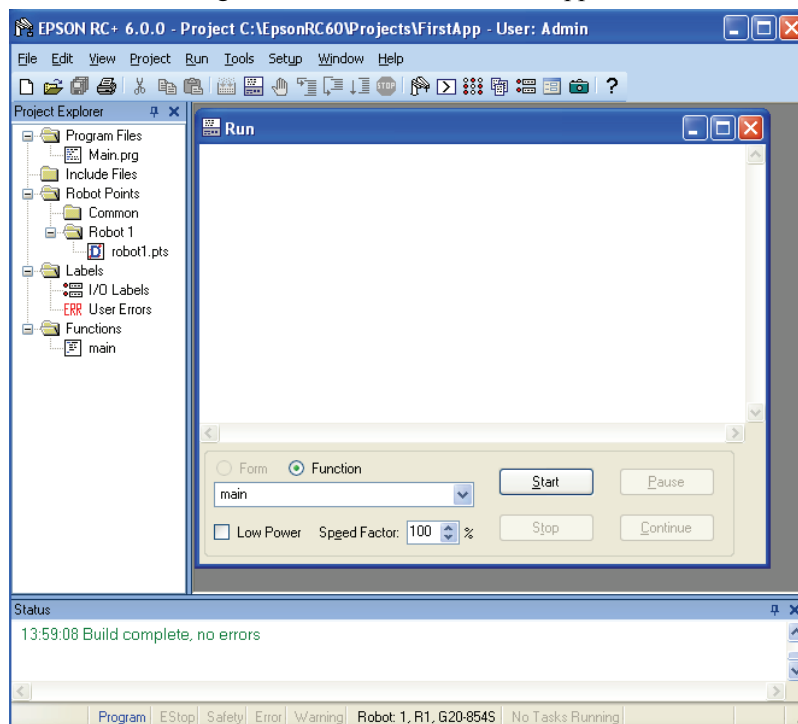 EPSON RC+ 6.0.0 - Project C:\EpsonRC60\Projects\FirstApp - User: Admin
File Edit View Project Run Tools Setup Window Help
Project Explorer
Program Files
Main.prg
Include Files
Robot Points
Common
Robot 1
robot1.pts
Labels
I/O Labels
ERR User Errors
Functions
main
Run
Form Function
main
Start Pause
Low Power Speed Factor: 100 %
Stop Continue
Status
13:59:08 Build complete, no errors
Program EStop Safety Error Warning Robot: 1, R1, G20-854S No Tasks Running